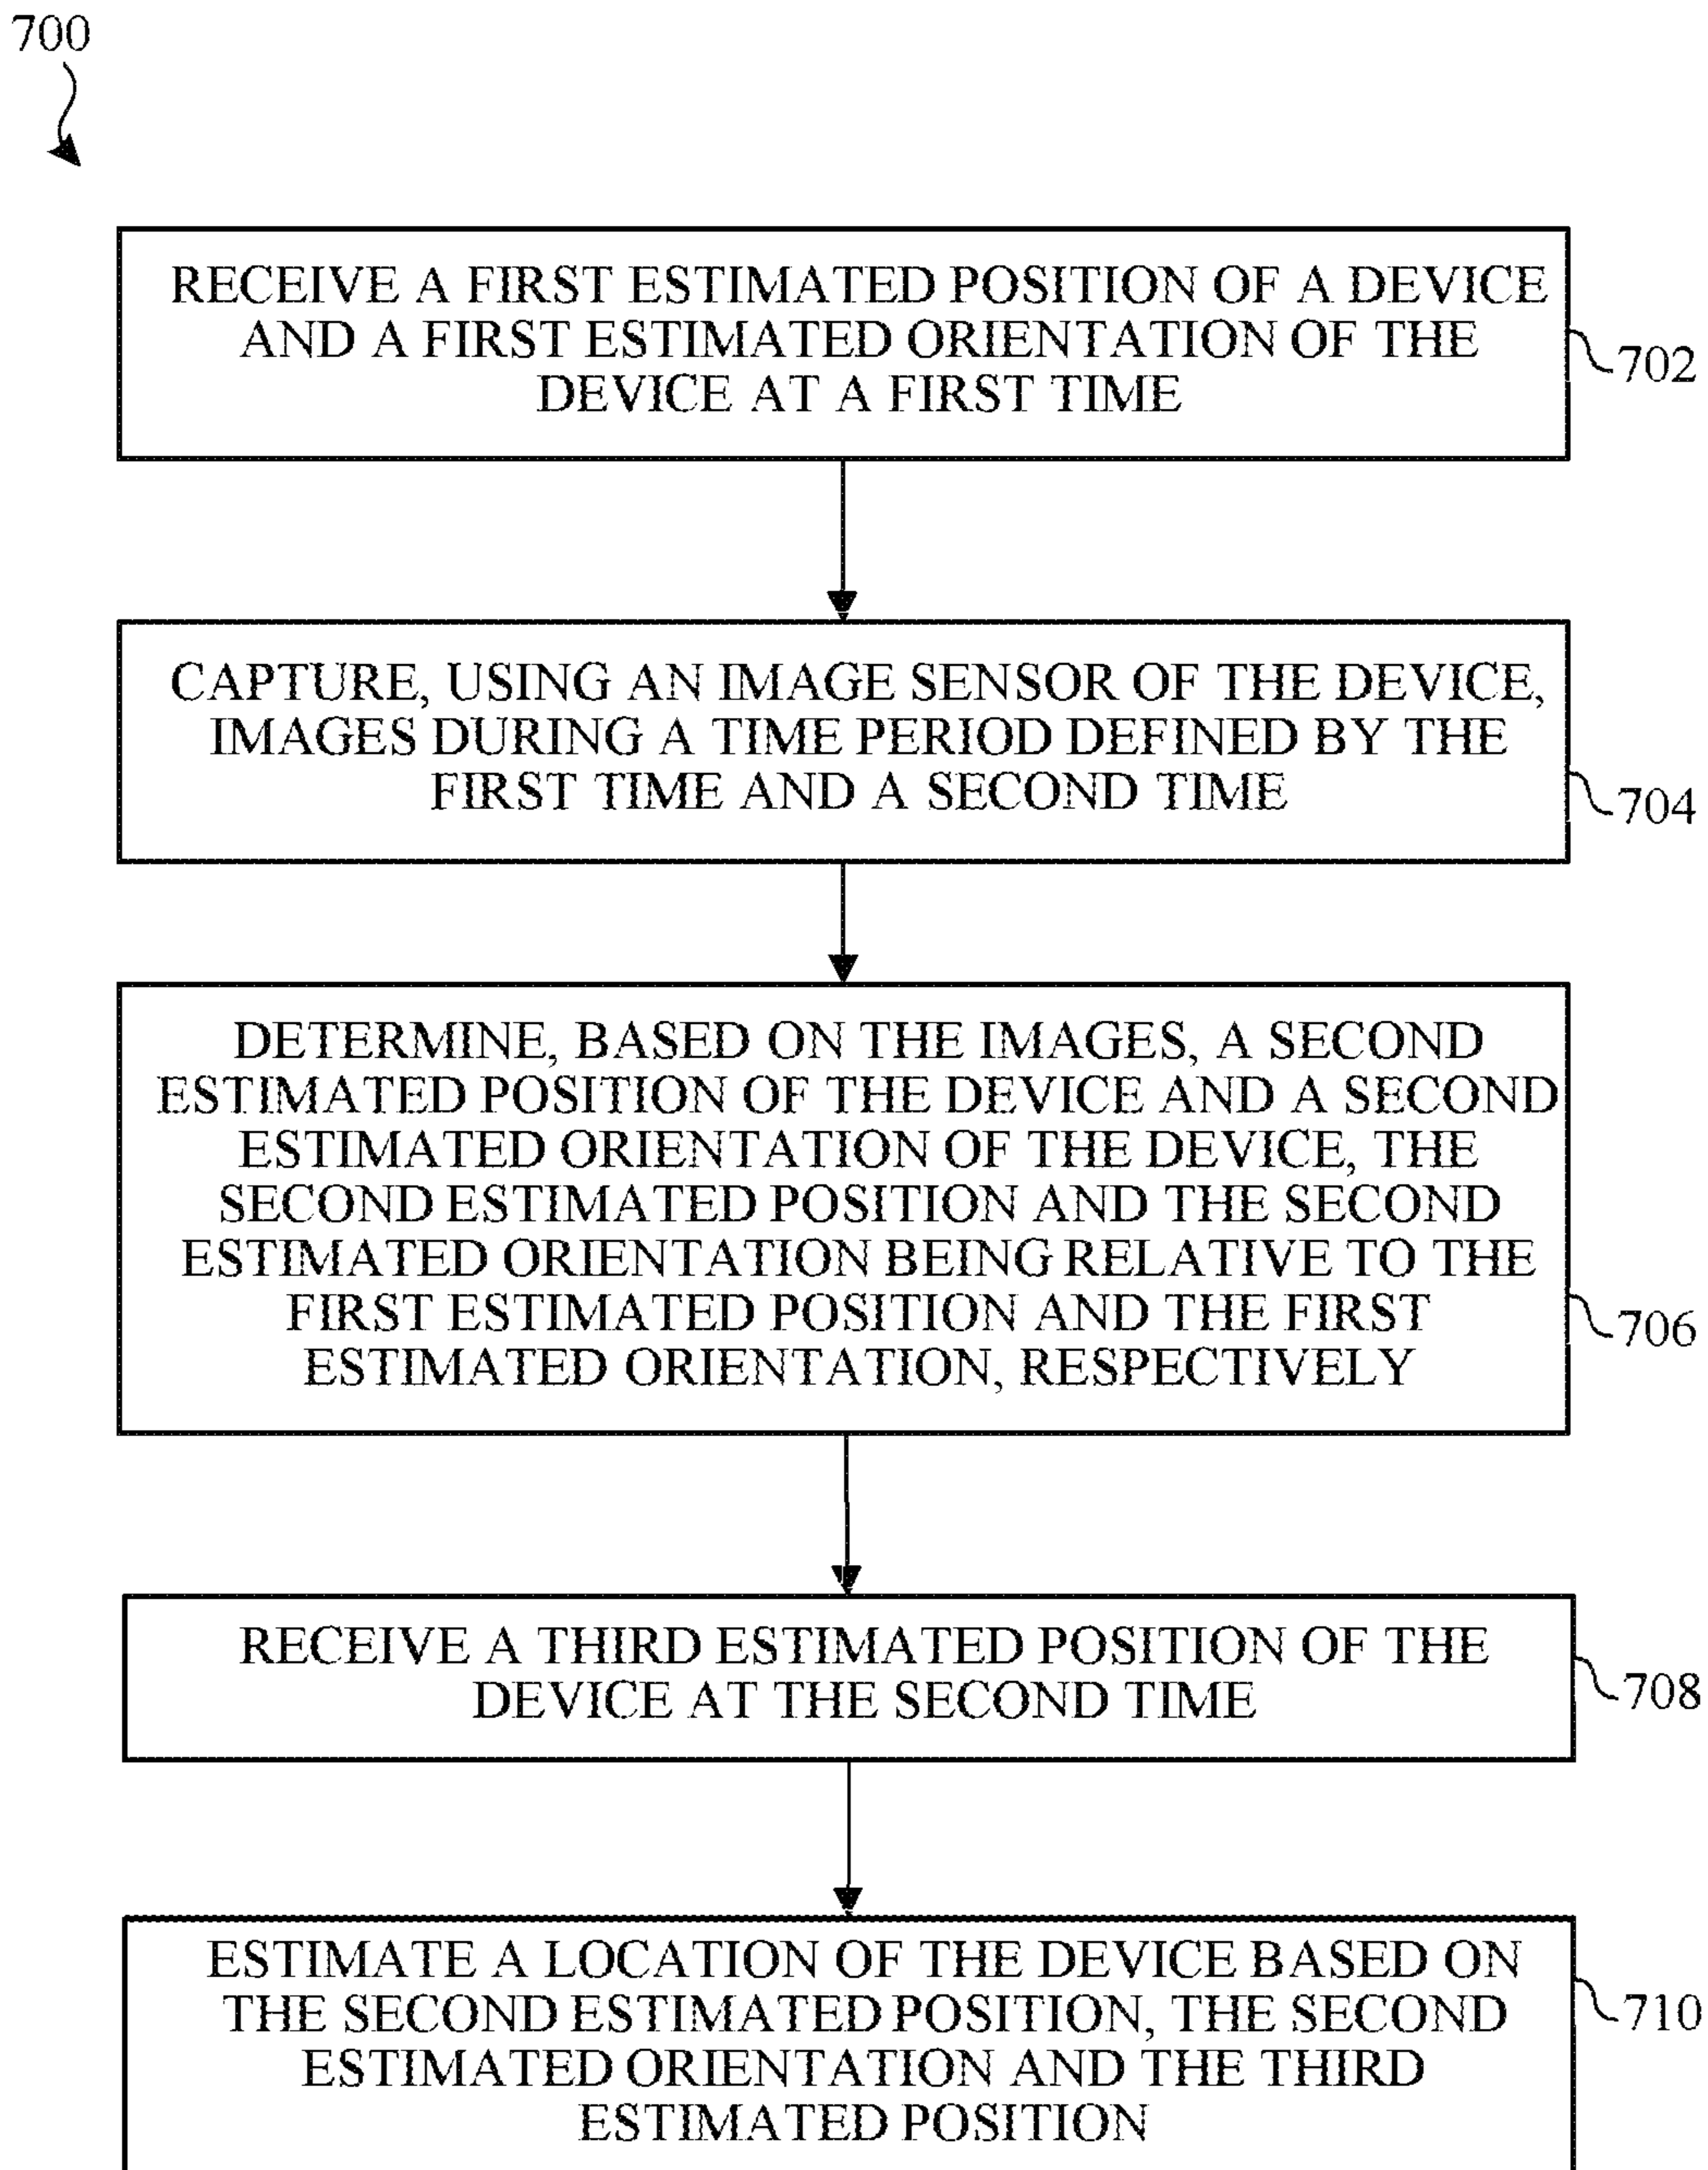 700
RECEIVE A FIRST ESTIMATED POSITION OF A DEVICE
AND A FIRST ESTIMATED ORIENTATION OF THE
DEVICE AT A FIRST TIME
702
CAPTURE, USING AN IMAGE SENSOR OF THE DEVICE,
IMAGES DURING A TIME PERIOD DEFINED BY THE
FIRST TIME AND A SECOND TIME
704
DETERMINE, BASED ON THE IMAGES, A SECOND
ESTIMATED POSITION OF THE DEVICE AND A SECOND
ESTIMATED ORIENTATION OF THE DEVICE, THE
SECOND ESTIMATED POSITION AND THE SECOND
ESTIMATED ORIENTATION BEING RELATIVE TO THE
FIRST ESTIMATED POSITION AND THE FIRST
ESTIMATED ORIENTATION, RESPECTIVELY
706
RECEIVE A THIRD ESTIMATED POSITION OF THE
DEVICE AT THE SECOND TIME
708
ESTIMATE A LOCATION OF THE DEVICE BASED ON
THE SECOND ESTIMATED POSITION, THE SECOND
ESTIMATED ORIENTATION AND THE THIRD
ESTIMATED POSITION
710